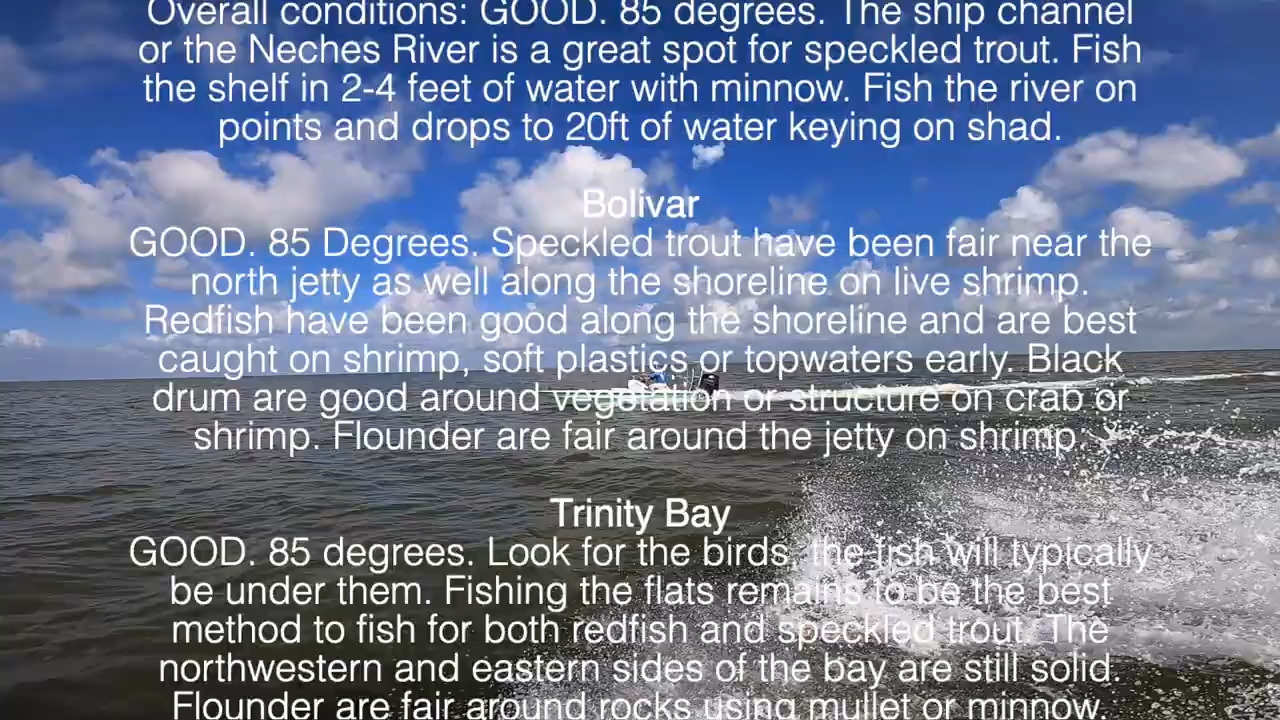 Overall conditions: GOOD. 85 degrees. The ship channel
or the Neches River is a great spot for speckled trout. Fish
the shelf in 2-4 feet of water with minnow. Fish the river on
points and drops to 20ft of water keying on shad.
Bolivar
GOOD. 85 Degrees. Speckled trout have been fair near the
north jetty as well along the shoreline on live shrimp.
Redfish have been good along the shoreline and are best
caught on shrimp, soft plastics or topwaters early. Black
drum are good around vegetation or structure on crab or
shrimp. Flounder are fair around the jetty on shrimp.
Trinity Bay
GOOD. 85 degrees. Look for the birds, the fish will typically
be under them. Fishing the flats remains to be the best
method to fish for both redfish and speckled trout. The
northwestern and eastern sides of the bay are still solid.
Flounder are fair around rocks using mullet or minnow.